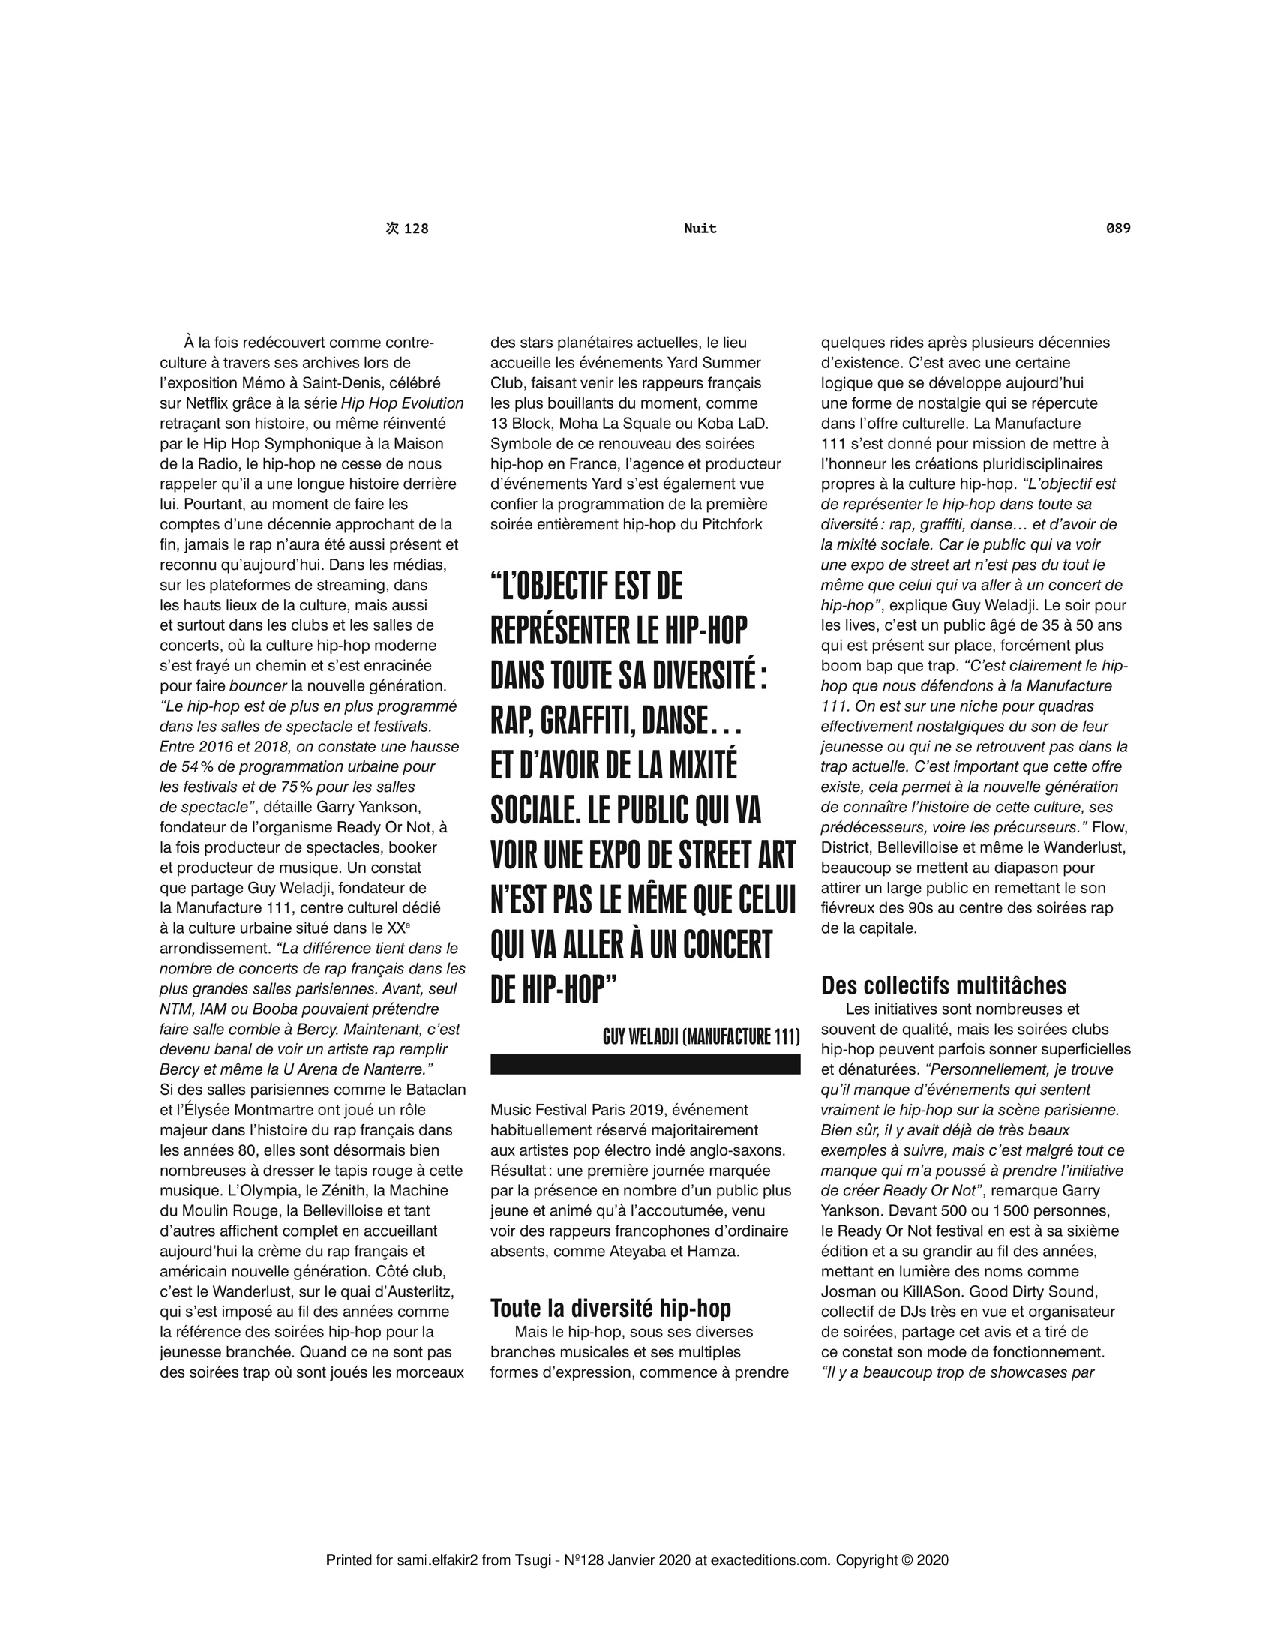 次 128
Nuit
089
À la fois redécouvert comme contre-
culture à travers ses archives lors de
l’exposition Mémo à Saint-Denis, célébré
sur Netflix grâce à la série Hip Hop Evolution
retraçant son histoire, ou même réinventé
par le Hip Hop Symphonique à la Maison
de la Radio, le hip-hop ne cesse de nous
rappeler qu’il a une longue histoire derrière
lui. Pourtant, au moment de faire les
comptes d’une décennie approchant de la
fin, jamais le rap n’aura été aussi présent et
reconnu qu’aujourd’hui. Dans les médias,
sur les plateformes de streaming, dans
les hauts lieux de la culture, mais aussi
et surtout dans les clubs et les salles de
concerts, où la culture hip-hop moderne
s’est frayé un chemin et s’est enracinée
pour faire bouncer la nouvelle génération.
“Le hip-hop est de plus en plus programmé
dans les salles de spectacle et festivals.
Entre 2016 et 2018, on constate une hausse
de 54 % de programmation urbaine pour
les festivals et de 75 % pour les salles
de spectacle”, détaille Garry Yankson,
fondateur de l’organisme Ready Or Not, à
la fois producteur de spectacles, booker
et producteur de musique. Un constat
que partage Guy Weladji, fondateur de
la Manufacture 111, centre culturel dédié
à la culture urbaine situé dans le XXe
arrondissement. “La différence tient dans le
nombre de concerts de rap français dans les
plus grandes salles parisiennes. Avant, seul
NTM, IAM ou Booba pouvaient prétendre
faire salle comble à Bercy. Maintenant, c’est
devenu banal de voir un artiste rap remplir
Bercy et même la U Arena de Nanterre.”
Si des salles parisiennes comme le Bataclan
et l’Élysée Montmartre ont joué un rôle
majeur dans l’histoire du rap français dans
les années 80, elles sont désormais bien
nombreuses à dresser le tapis rouge à cette
musique. L’Olympia, le Zénith, la Machine
du Moulin Rouge, la Bellevilloise et tant
d’autres affichent complet en accueillant
aujourd’hui la crème du rap français et
américain nouvelle génération. Côté club,
c’est le Wanderlust, sur le quai d’Austerlitz,
qui s’est imposé au fil des années comme
la référence des soirées hip-hop pour la
jeunesse branchée. Quand ce ne sont pas
des soirées trap où sont joués les morceaux
des stars planétaires actuelles, le lieu
accueille les événements Yard Summer
Club, faisant venir les rappeurs français
les plus bouillants du moment, comme
13 Block, Moha La Squale ou Koba LaD.
Symbole de ce renouveau des soirées
hip-hop en France, l’agence et producteur
d’événements Yard s’est également vue
confier la programmation de la première
soirée entièrement hip-hop du Pitchfork
“L’OBJECTIF EST DE
REPRÉSENTER LE HIP-HOP
DANS TOUTE SA DIVERSITÉ :
RAP, GRAFFITI, DANSE…
ET D’AVOIR DE LA MIXITÉ
SOCIALE. LE PUBLIC QUI VA
VOIR UNE EXPO DE STREET ART
N’EST PAS LE MÊME QUE CELUI
QUI VA ALLER À UN CONCERT
DE HIP-HOP”
GUY WELADJI (MANUFACTURE 111)
Music Festival Paris 2019, événement
habituellement réservé majoritairement
aux artistes pop électro indé anglo-saxons.
Résultat : une première journée marquée
par la présence en nombre d’un public plus
jeune et animé qu’à l’accoutumée, venu
voir des rappeurs francophones d’ordinaire
absents, comme Ateyaba et Hamza.
Toute la diversité hip-hop
Mais le hip-hop, sous ses diverses
branches musicales et ses multiples
formes d’expression, commence à prendre
quelques rides après plusieurs décennies
d’existence. C’est avec une certaine
logique que se développe aujourd’hui
une forme de nostalgie qui se répercute
dans l’offre culturelle. La Manufacture
111 s’est donné pour mission de mettre à
l’honneur les créations pluridisciplinaires
propres à la culture hip-hop. “L’objectif est
de représenter le hip-hop dans toute sa
diversité : rap, graffiti, danse… et d’avoir de
la mixité sociale. Car le public qui va voir
une expo de street art n’est pas du tout le
même que celui qui va aller à un concert de
hip-hop”, explique Guy Weladji. Le soir pour
les lives, c’est un public âgé de 35 à 50 ans
qui est présent sur place, forcément plus
boom bap que trap. “C’est clairement le hip-
hop que nous défendons à la Manufacture
111. On est sur une niche pour quadras
effectivement nostalgiques du son de leur
jeunesse ou qui ne se retrouvent pas dans la
trap actuelle. C’est important que cette offre
existe, cela permet à la nouvelle génération
de connaître l’histoire de cette culture, ses
prédécesseurs, voire les précurseurs.” Flow,
District, Bellevilloise et même le Wanderlust,
beaucoup se mettent au diapason pour
attirer un large public en remettant le son
fiévreux des 90s au centre des soirées rap
de la capitale.
Des collectifs multitâches
Les initiatives sont nombreuses et
souvent de qualité, mais les soirées clubs
hip-hop peuvent parfois sonner superficielles
et dénaturées. “Personnellement, je trouve
qu’il manque d’événements qui sentent
vraiment le hip-hop sur la scène parisienne.
Bien sûr, il y avait déjà de très beaux
exemples à suivre, mais c’est malgré tout ce
manque qui m’a poussé à prendre l’initiative
de créer Ready Or Not”, remarque Garry
Yankson. Devant 500 ou 1 500 personnes,
le Ready Or Not festival en est à sa sixième
édition et a su grandir au fil des années,
mettant en lumière des noms comme
Josman ou KillASon. Good Dirty Sound,
collectif de DJs très en vue et organisateur
de soirées, partage cet avis et a tiré de
ce constat son mode de fonctionnement.
“Il y a beaucoup trop de showcases par
Printed for sami.elfakir2 from Tsugi - Nº128 Janvier 2020 at exacteditions.com. Copyright © 2020